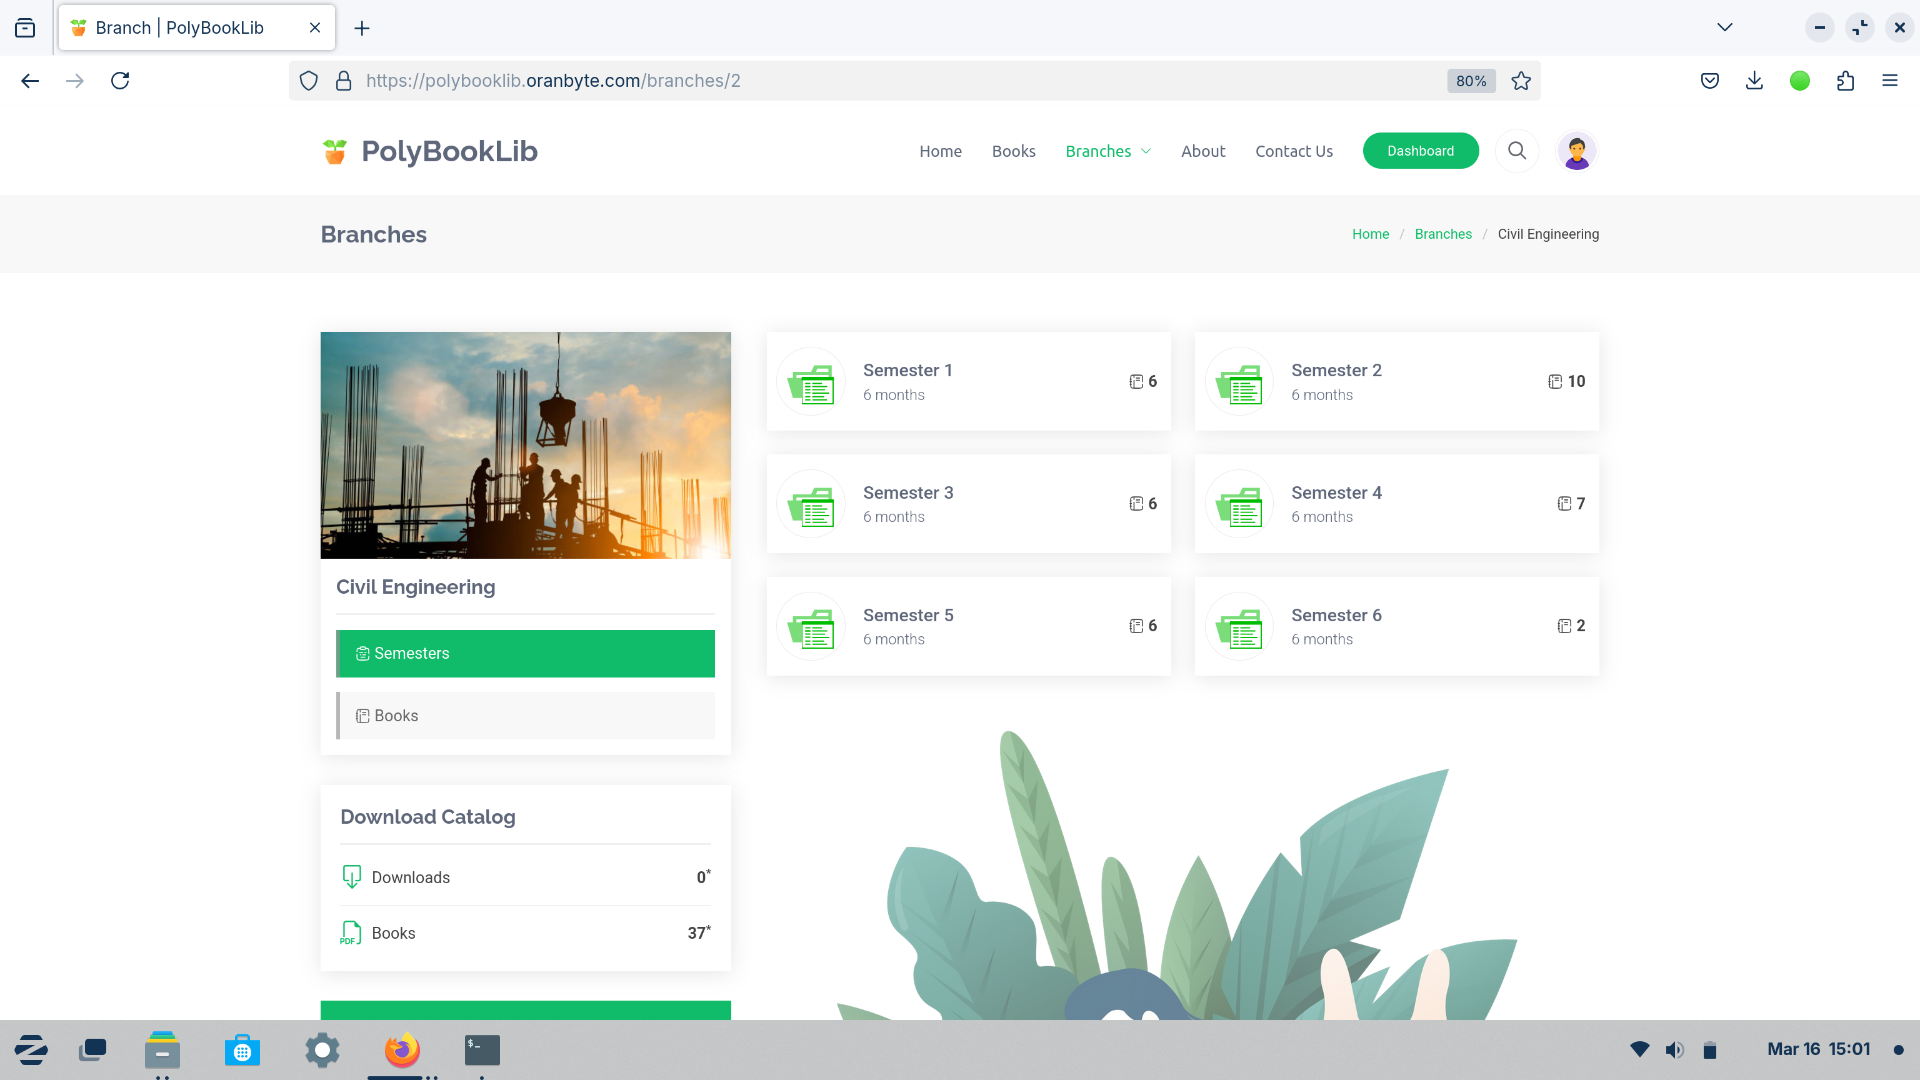 Branch | PolyBookLib
https://polybooklib.oranbyte.com/branches/2
80%
PolyBookLib
Home
Books
Branches
About
Contact Us
Dashboard
Branches
Home / Branches / Civil Engineering
Semester 1
6 months
6
Semester 2
6 months
10
Semester 3
6 months
6
Semester 4
6 months
7
Semester 5
6 months
6
Semester 6
6 months
2
Civil Engineering
Semesters
Books
Download Catalog
Downloads
0*
PDF
Books
37*
$_
Mar 16 15:01